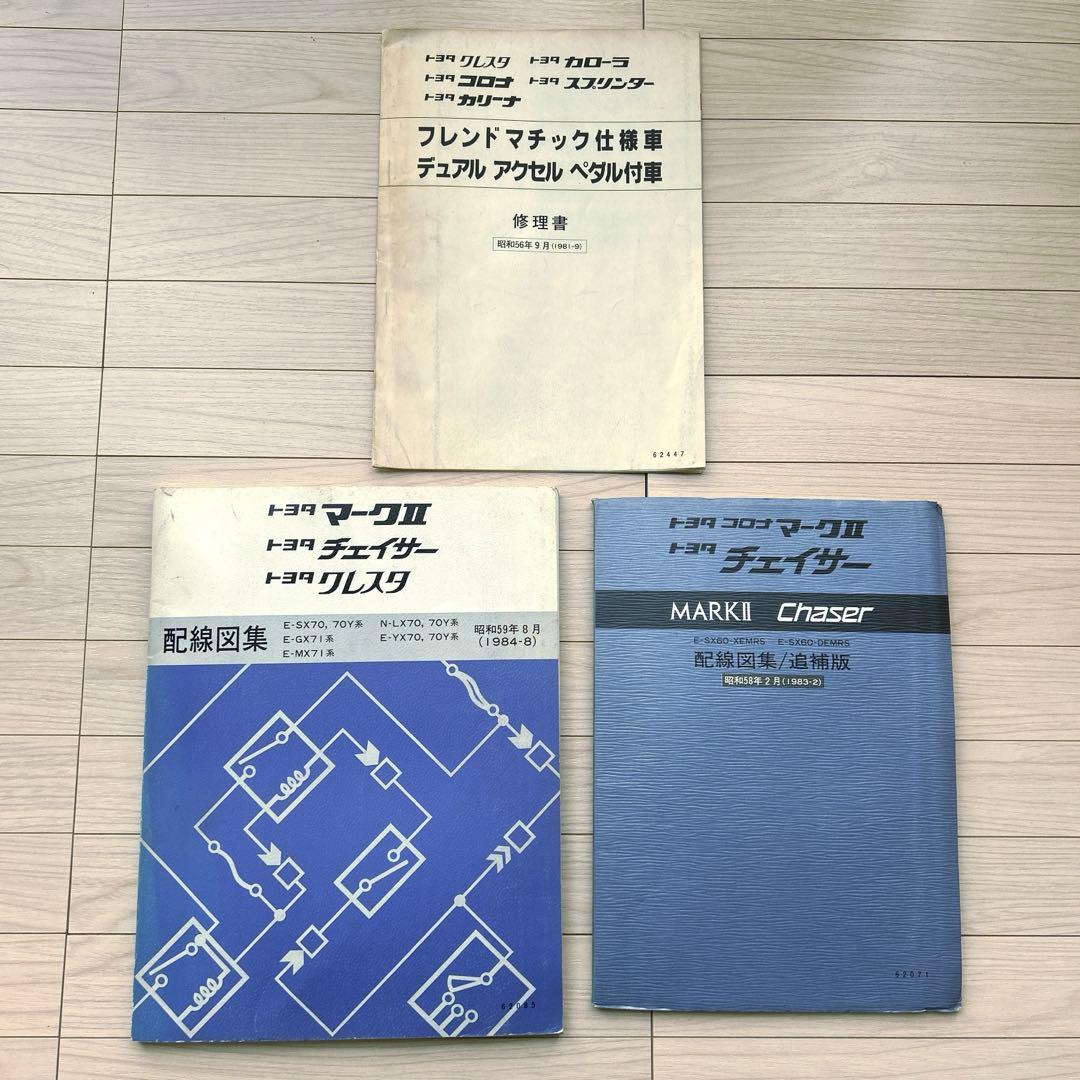 トヨタ クレスタ トヨタ カローラ
トヨタ コロナ トヨタ スプリンター
トヨタ カリーナ
フレンドマチック仕様車
デュアル アクセル ペダル付車
修理書
昭和56年9月(1981-9)
62447
トヨタ マークII
トヨタ チェイサー
トヨタ クレスタ
配線図集
E-SX70, 70Y系 N-LX70, 70Y系
E-GX71系 E-YX70, 70Y系
E-MX71系
昭和59年8月
(1984-8)
62085
トヨタ コロナ マークII
トヨタ チェイサー
MARKII Chaser
E-SX60-XEMRS E-SX60-DEMRS
配線図集/追補版
昭和58年2月(1983-2)
62071